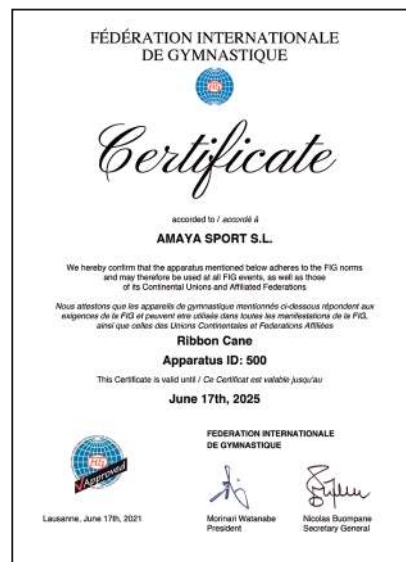 FÉDÉRATION INTERNATIONALE
DE GYMNASTIQUE
FIG
Certificate
accorded to / accordé à
AMAYA SPORT S.L.
We hereby confirm that the apparatus mentioned below adheres to the FIG norms
and may therefore be used at all FIG events, as well as those
of its Continental Unions and Affiliated Federations
Nous attestons que les appareils de gymnastique mentionnés ci-dessous répondent aux
exigences de la FIG et peuvent etre utilisés dans toutes les manifestations de la FIG,
ainsi que celles des Unions Continentales et Federations Affiliées
Ribbon Cane
Apparatus ID: 500
This Certificate is valid until / Ce Certificat est valable jusqu'au
June 17th, 2025
FEDERATION INTERNATIONALE
DE GYMNASTIQUE
FIG
Approved
Lausanne, June 17th, 2021
Morinari Watanabe
President
Nicolas Buompane
Secretary General